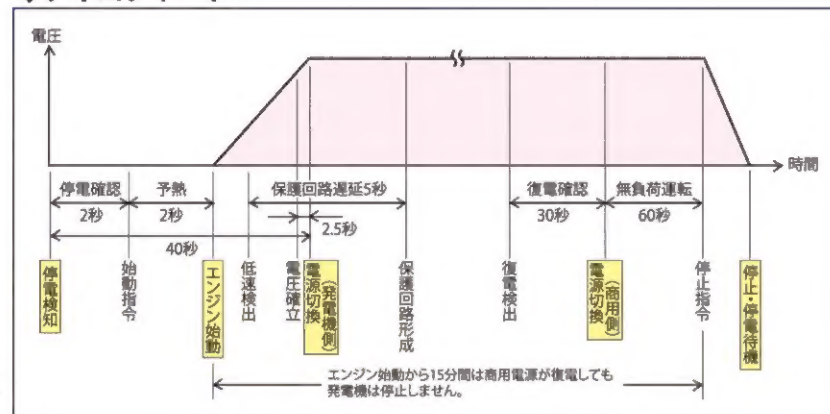 電圧
時間
停電確認
予熱
保護回路遅延5秒
復電確認
無負荷運転
2秒
2秒
2.5秒
30秒
60秒
40秒
停電検知
始動指令
エンジン始動
低速検出
電圧確立
電源切換
(発電機側)
保護回路形成
復電検出
電源切換
(商用側)
停止指令
停止・停電待機
エンジン始動から15分間は商用電源が復電しても
発電機は停止しません。